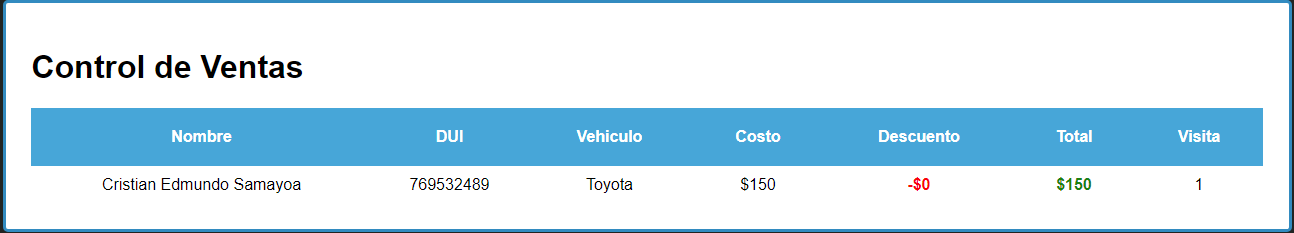 Control de Ventas
Nombre DUI Vehiculo Costo Descuento Total Visita
Cristian Edmundo Samayoa 769532489 Toyota $150 -$0 $150 1